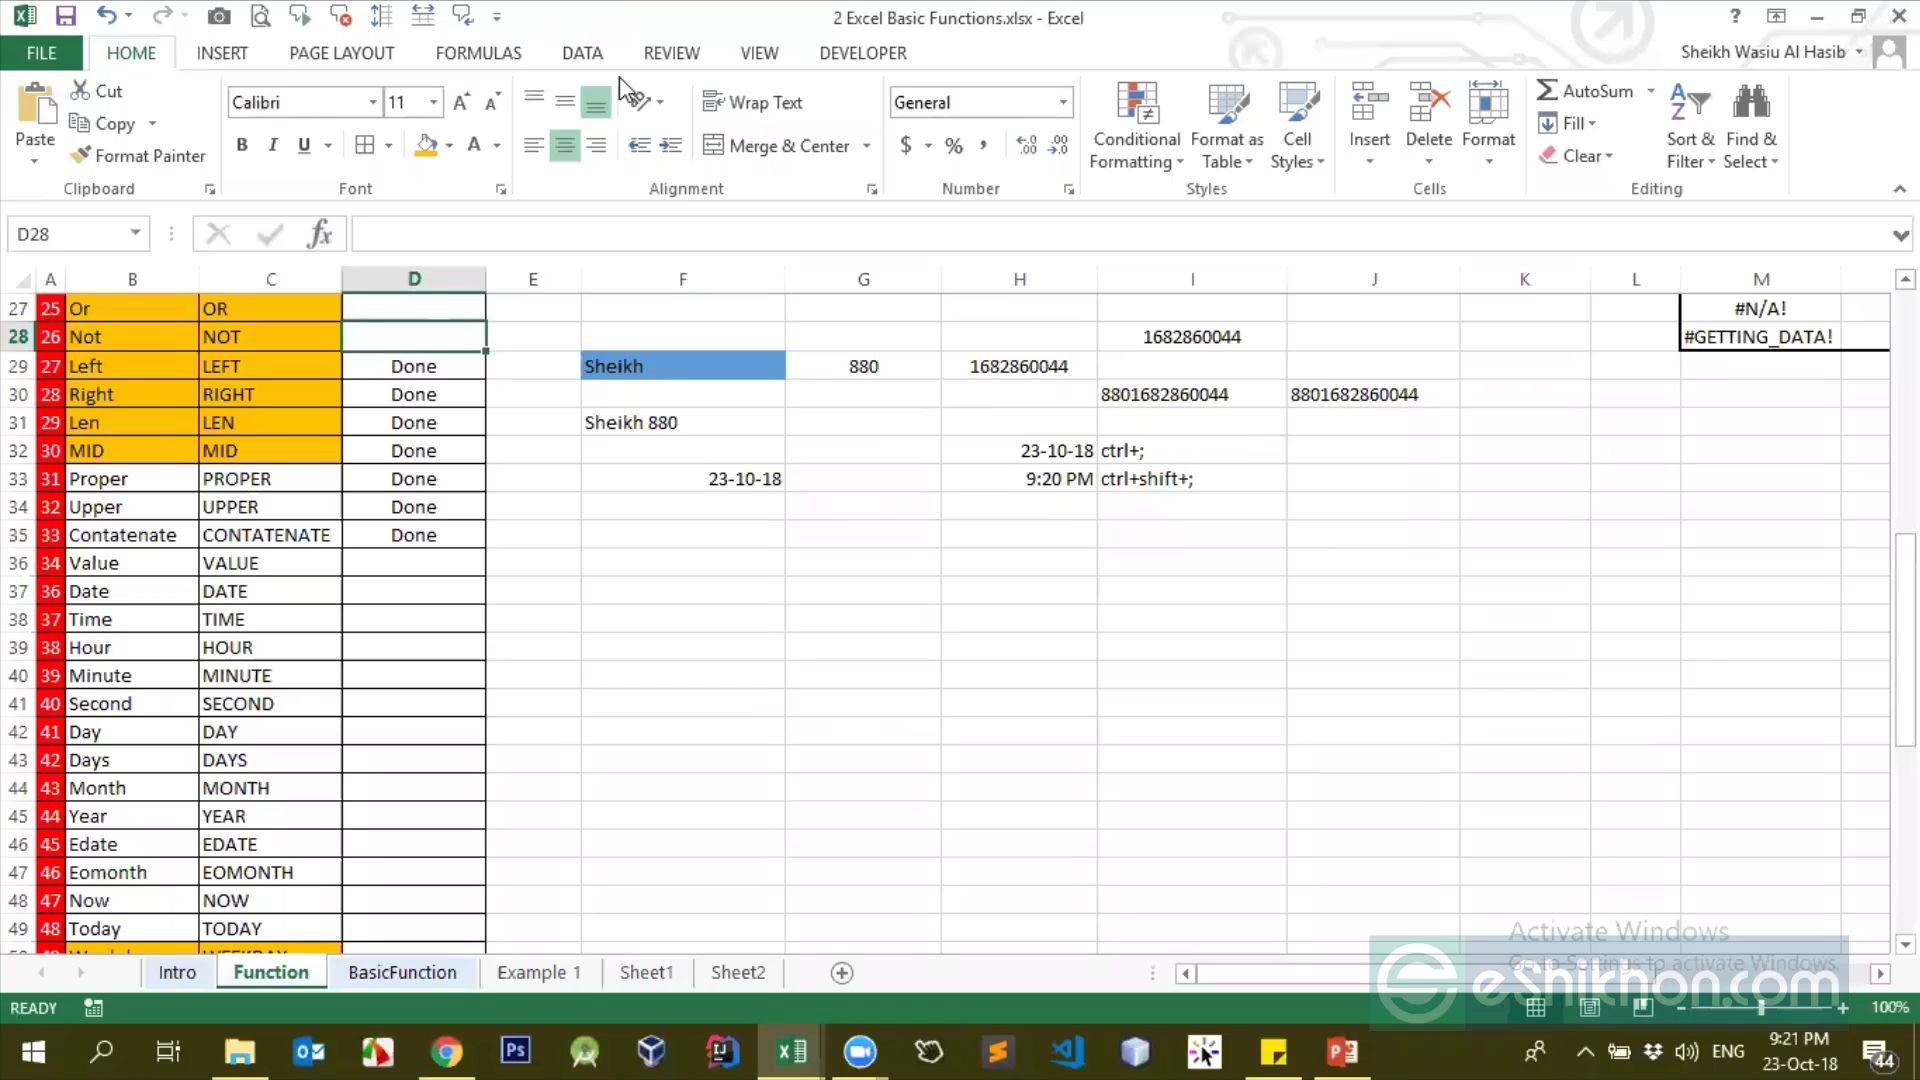 2 Excel Basic Functions.xlsx - Excel
FILE HOME INSERT PAGE LAYOUT FORMULAS DATA REVIEW VIEW DEVELOPER Sheikh Wasiu Al Hasib
Cut
Copy
Format Painter
Paste
Clipboard
Calibri 11
B I U
Font
Wrap Text
Merge & Center
Alignment
General
$ % ,
Number
Conditional Formatting
Format as Table
Cell Styles
Styles
Insert Delete Format
Cells
AutoSum
Fill
Clear
Sort & Filter
Find & Select
Editing
D28
fx
A B C D E F G H I J K L M
27 25 Or OR #N/A!
28 26 Not NOT 1682860044 #GETTING_DATA!
29 27 Left LEFT Done Sheikh 880 1682860044
30 28 Right RIGHT Done 8801682860044 8801682860044
31 29 Len LEN Done Sheikh 880
32 30 MID MID Done 23-10-18 ctrl+;
33 31 Proper PROPER Done 23-10-18 9:20 PM ctrl+shift+;
34 32 Upper UPPER Done
35 33 Contatenate CONTATENATE Done
36 34 Value VALUE
37 36 Date DATE
38 37 Time TIME
39 38 Hour HOUR
40 39 Minute MINUTE
41 40 Second SECOND
42 41 Day DAY
43 42 Days DAYS
44 43 Month MONTH
45 44 Year YEAR
46 45 Edate EDATE
47 46 Eomonth EOMONTH
48 47 Now NOW
49 48 Today TODAY
Activate Windows
Go to Settings to activate Windows.
eShikhon.com
Intro Function BasicFunction Example 1 Sheet1 Sheet2
READY 100%
Ps
ENG
9:21 PM
23-Oct-18
44